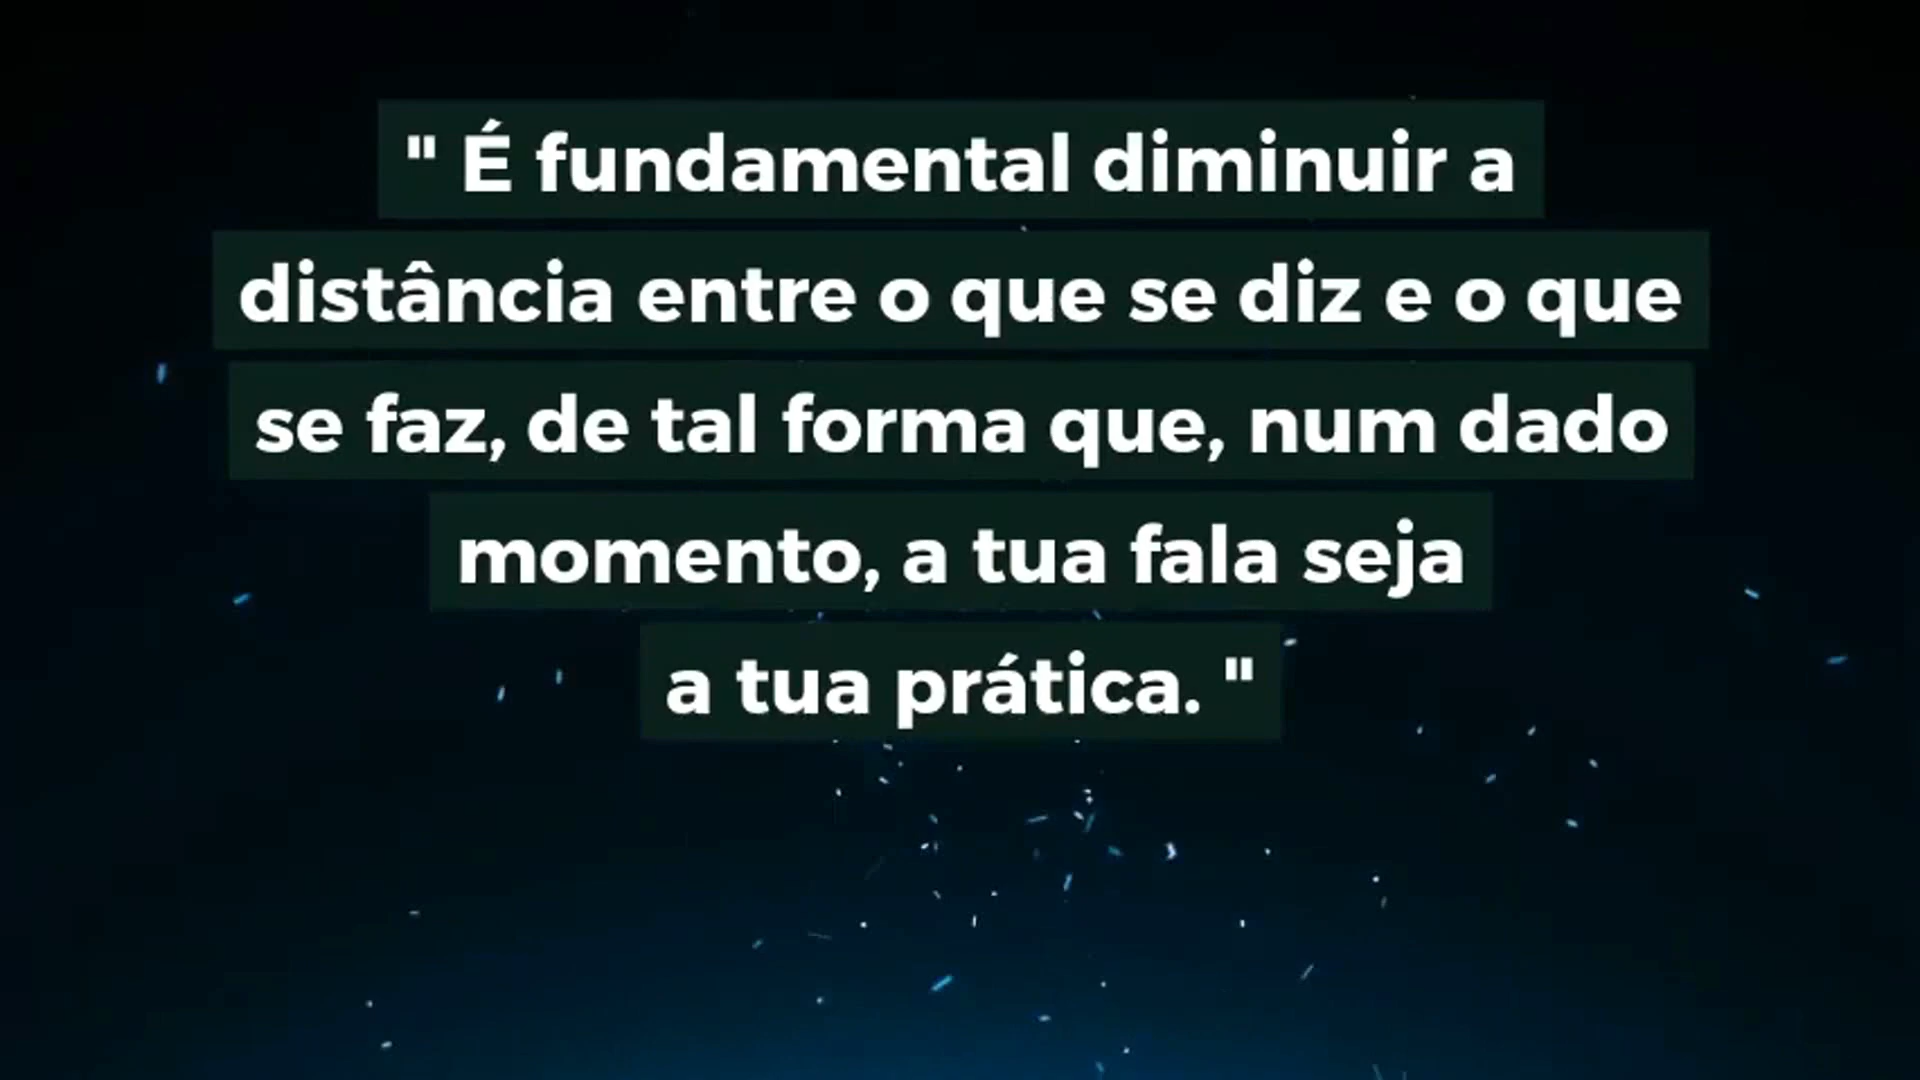 " É fundamental diminuir a
distância entre o que se diz e o que
se faz, de tal forma que, num dado
momento, a tua fala seja
a tua prática. "